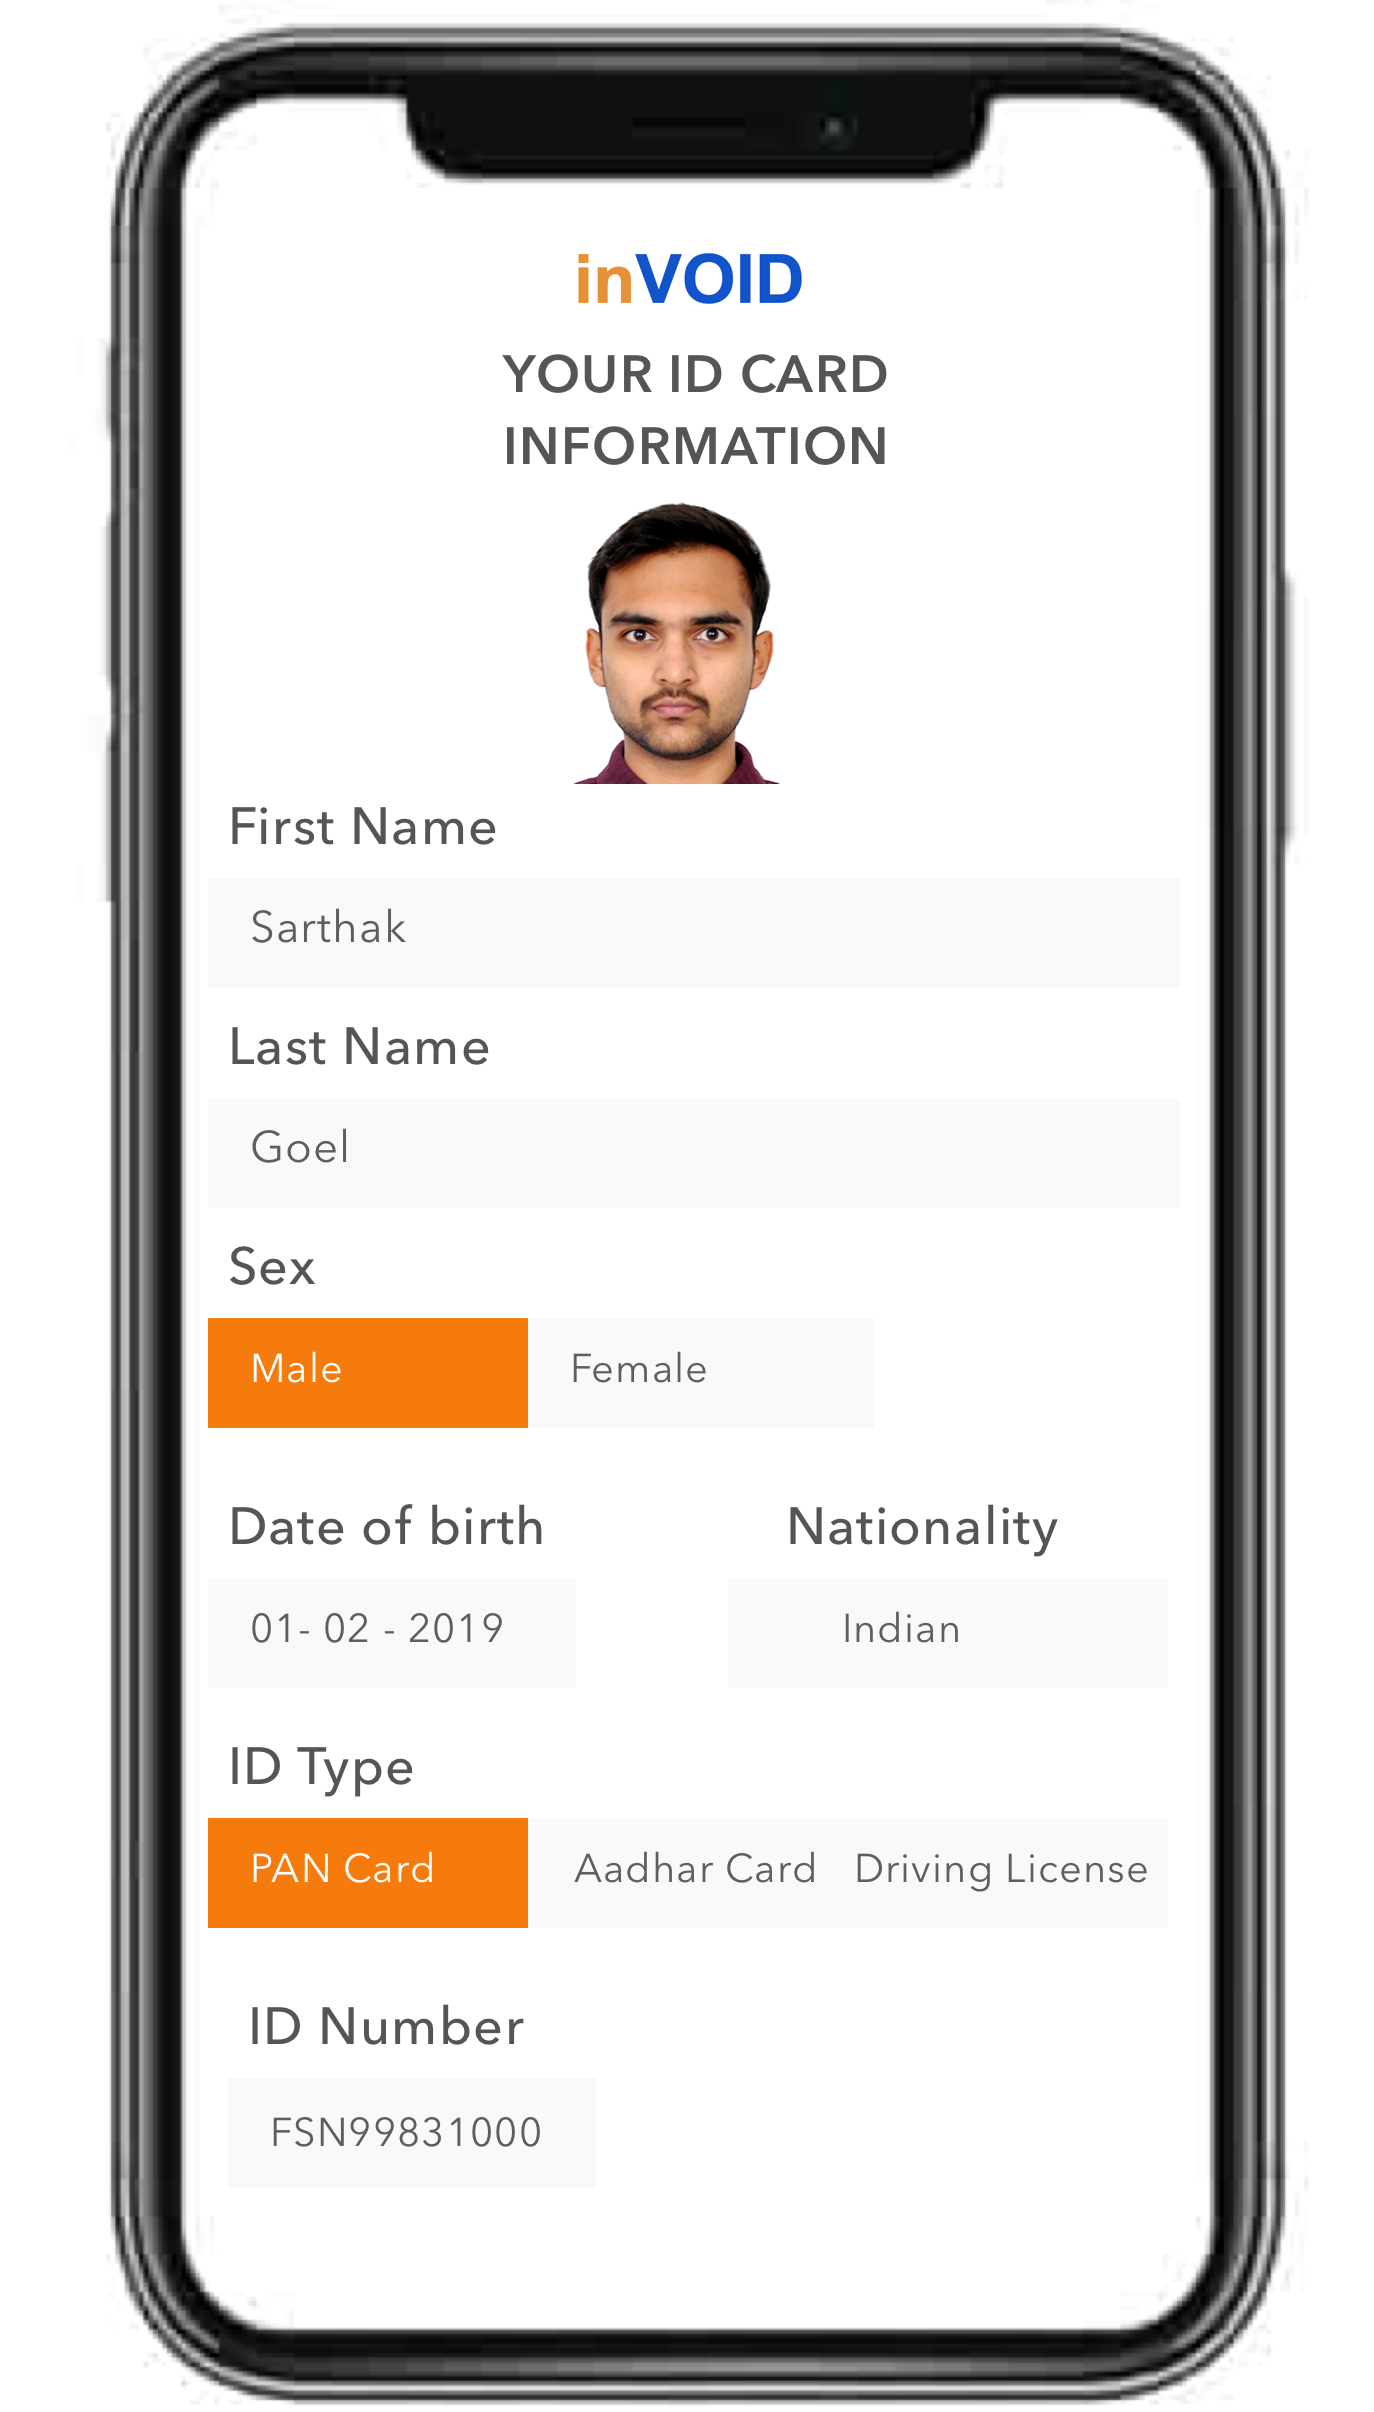 inVOID
YOUR ID CARD
INFORMATION
First Name
Sarthak
Last Name
Goel
Sex
Male Female
Date of birth Nationality
01- 02 - 2019 Indian
ID Type
PAN Card Aadhar Card Driving License
ID Number
FSN99831000